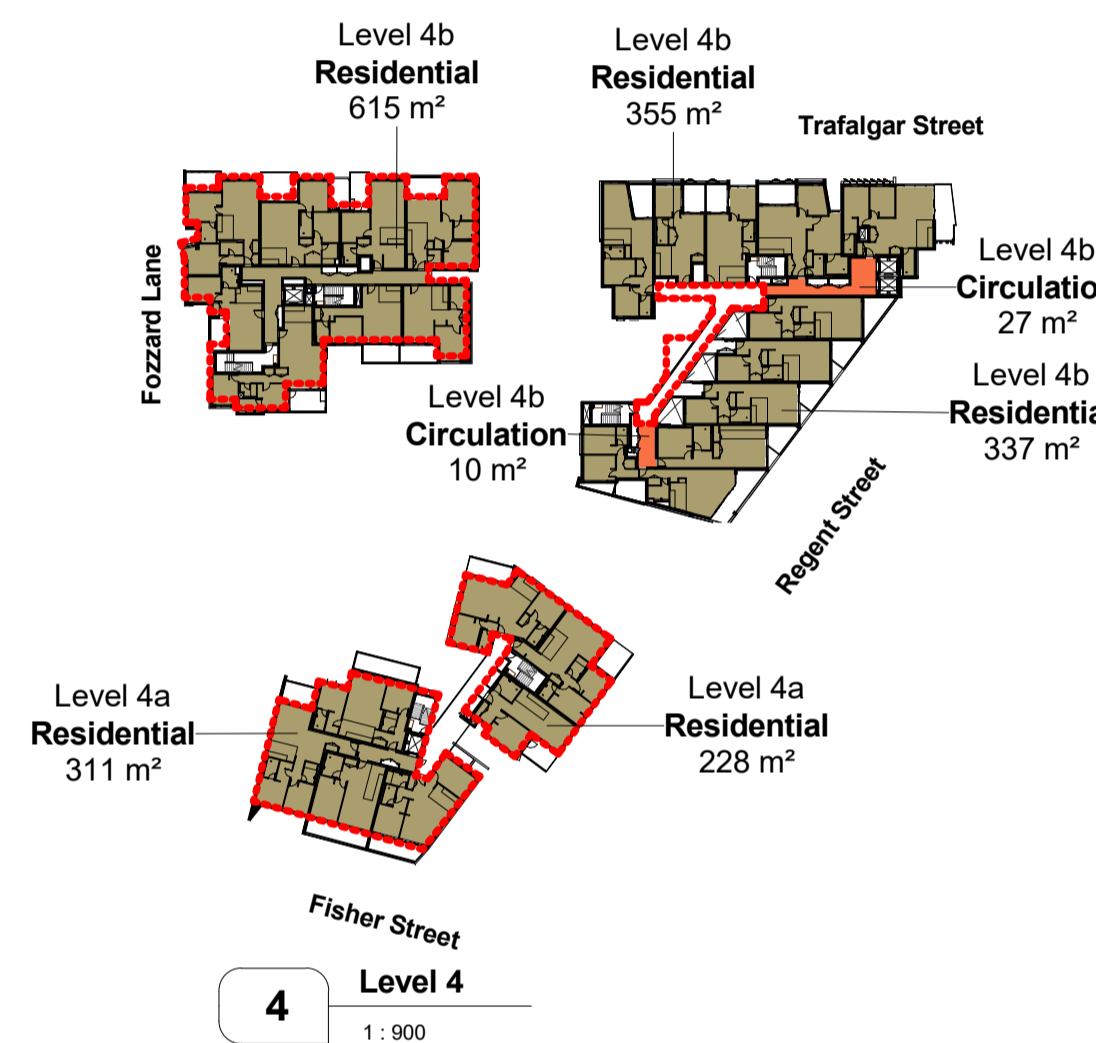 Level 4b
Residential
615 m²
Level 4b
Residential
355 m²
Trafalgar Street
Fozzard Lane
Level 4b
Circulatio
27 m²
Level 4b
Residentia
337 m²
Level 4b
Circulation
10 m²
Regent Street
Level 4a
Residential
311 m²
Level 4a
Residential
228 m²
Fisher Street
4
Level 4
1 : 900